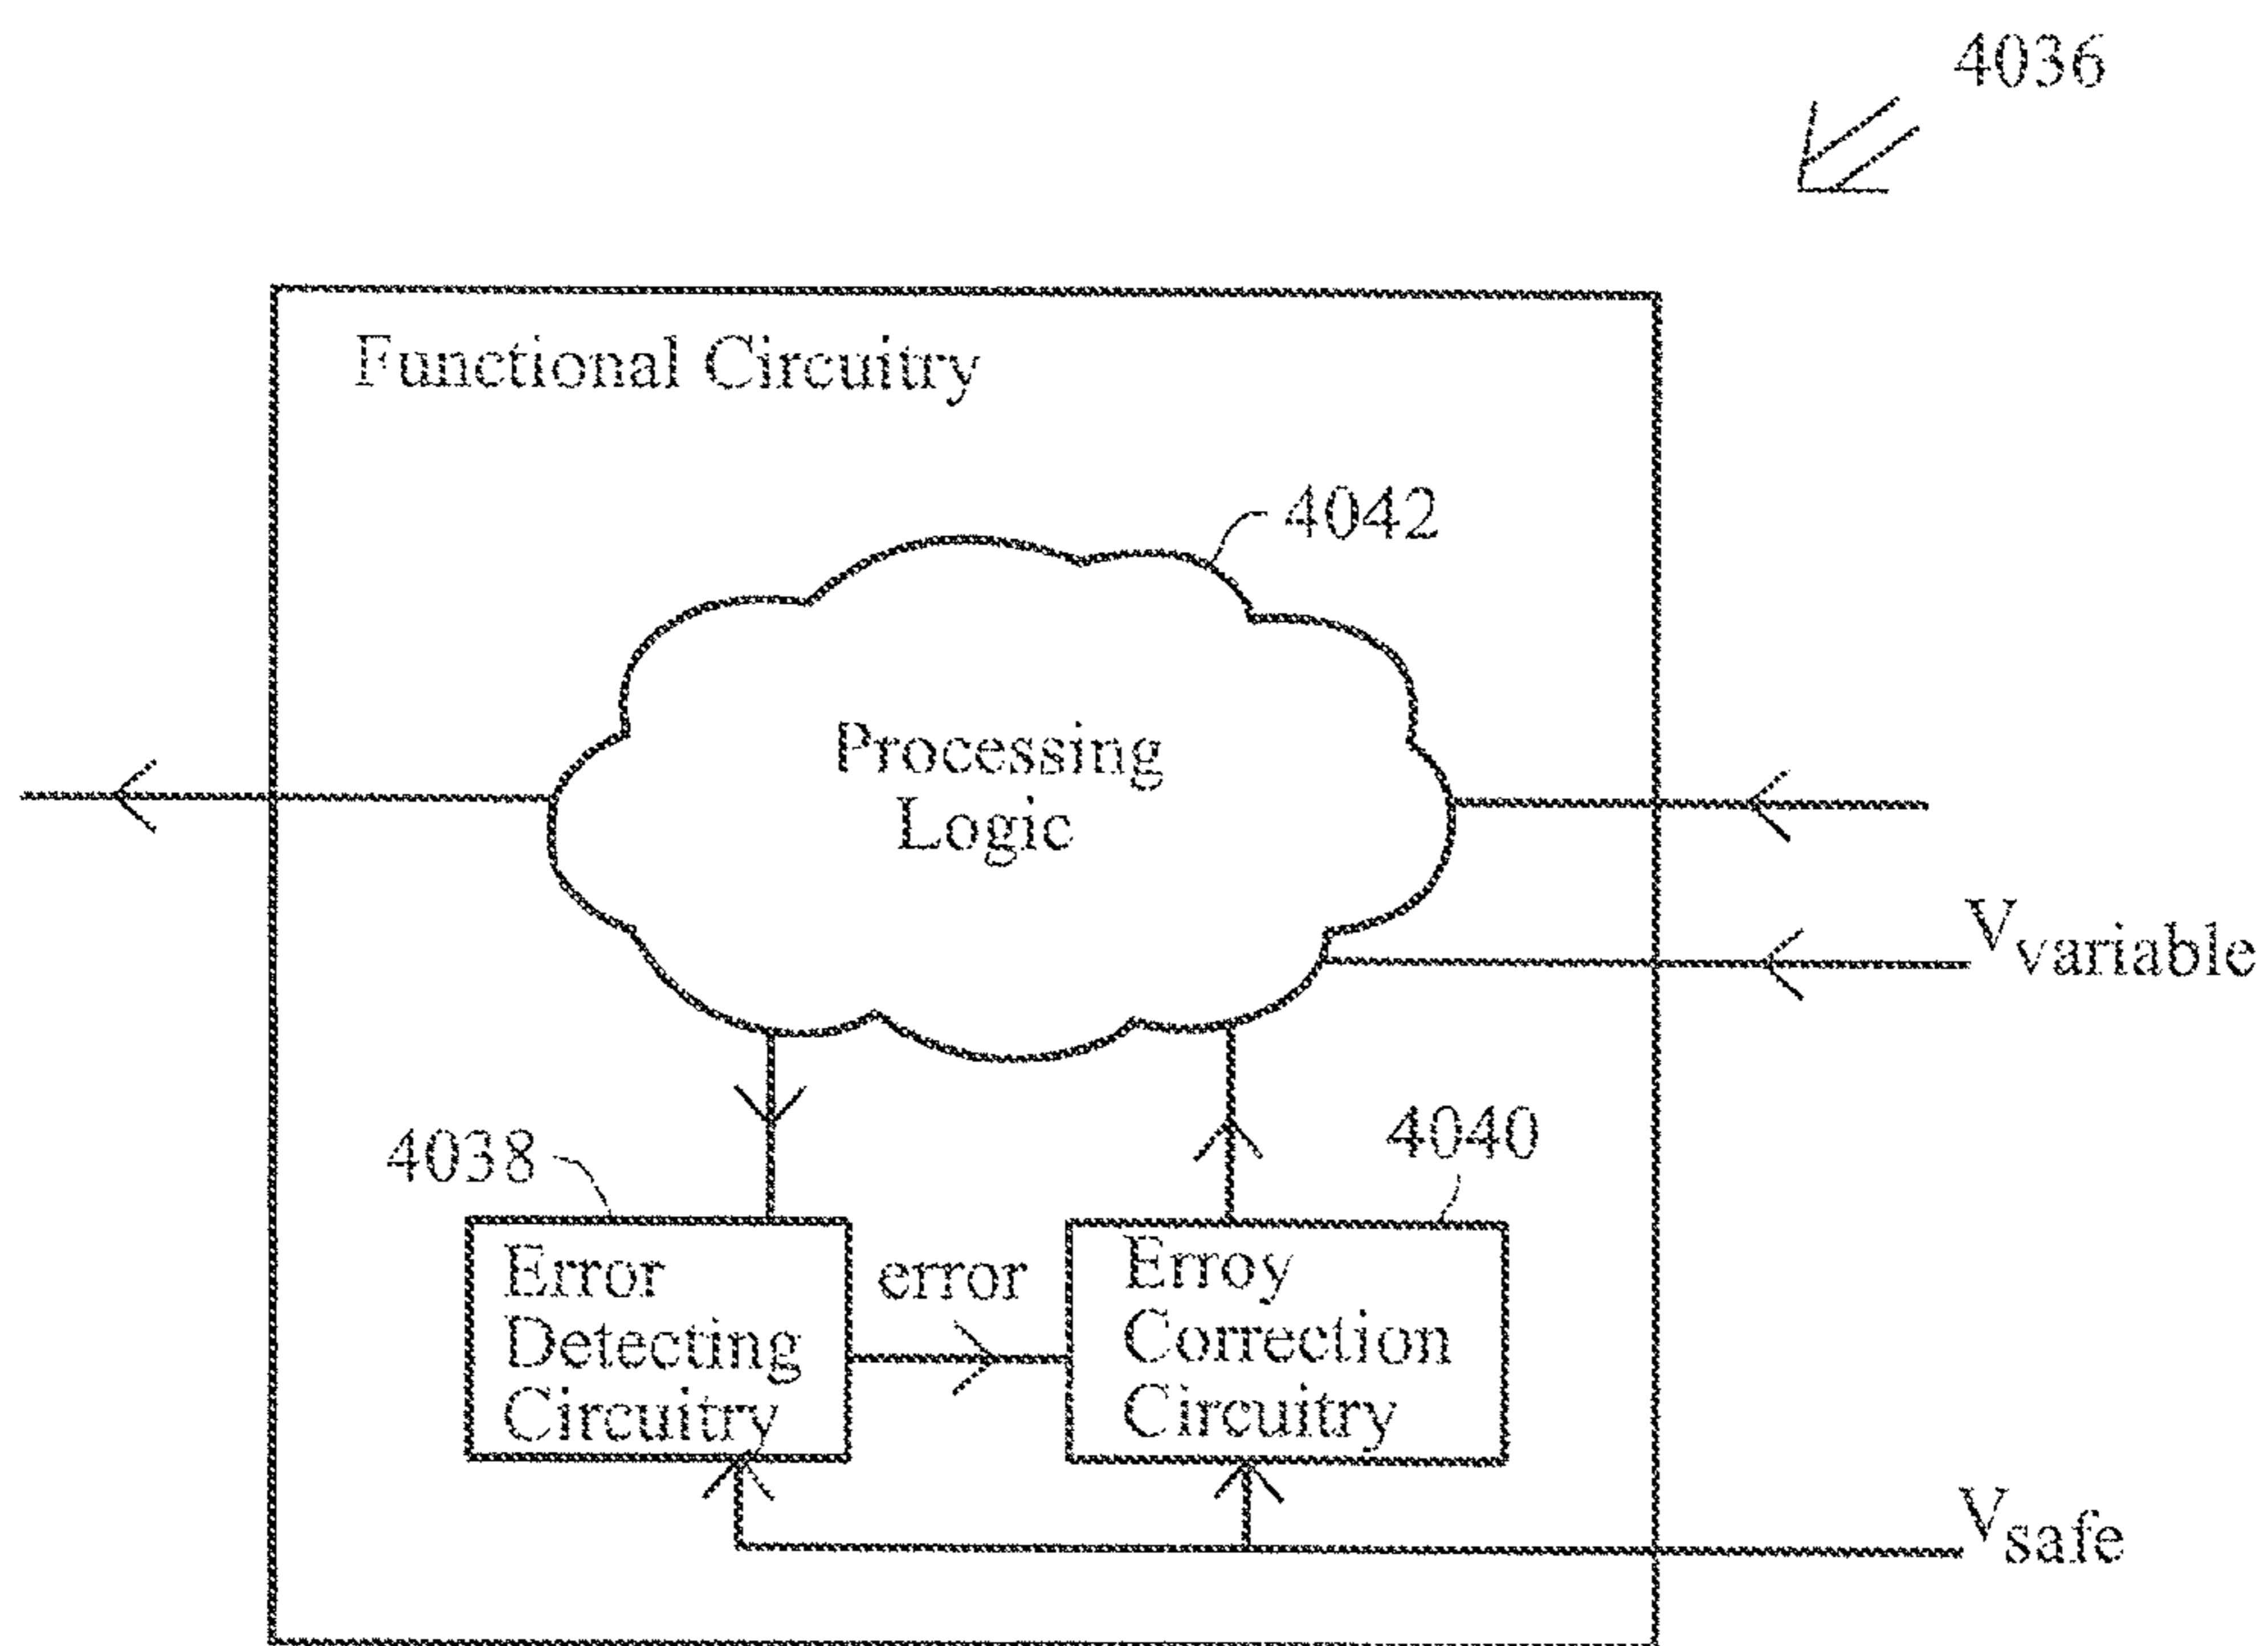 4036
Functional Circuitry
4042
Processing
Logic
Vvariable
4038
4040
Error
Detecting
Circuitry
error
Erroy
Correction
Circuitry
Vsafe